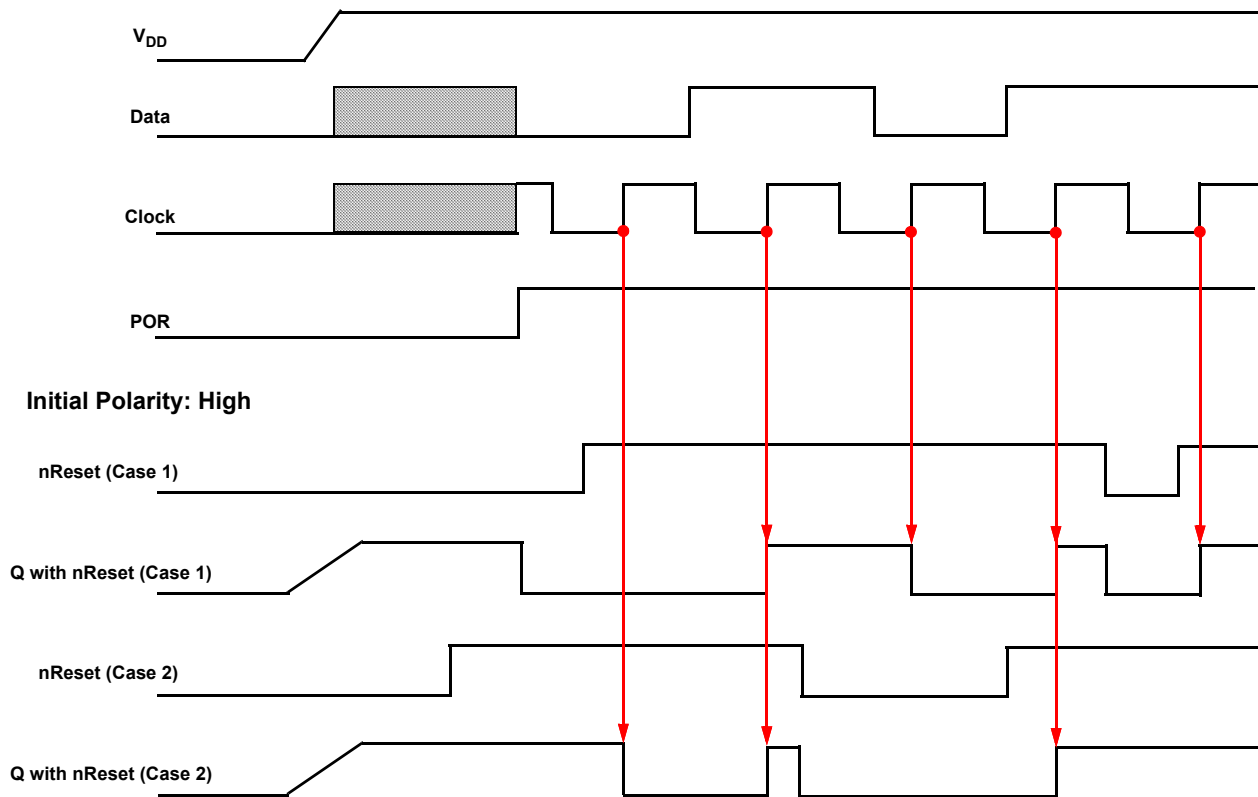 VDD
Data
Clock
POR
Initial Polarity: High
nReset (Case 1)
Q with nReset (Case 1)
nReset (Case 2)
Q with nReset (Case 2)